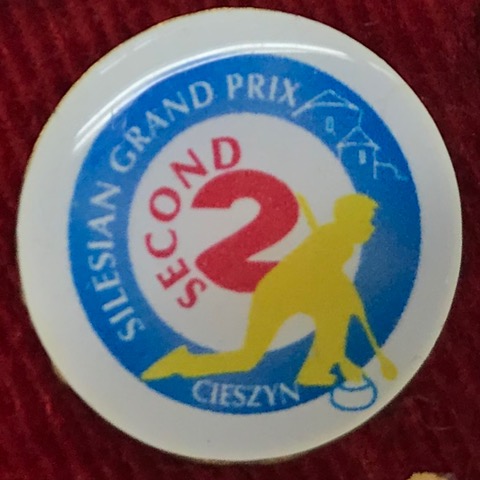 SILESIAN GRAND PRIX
SECOND
2
CIESZYN